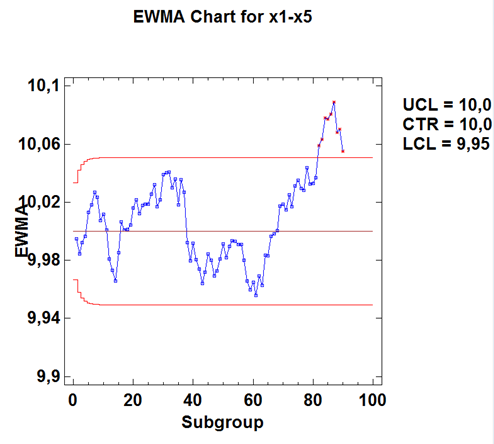 EWMA Chart for x1-x5
10,1
10,06
10,02
9,98
9,94
9,9
EWMA
0
20
40
60
80
100
Subgroup
UCL = 10,0
CTR = 10,0
LCL = 9,95